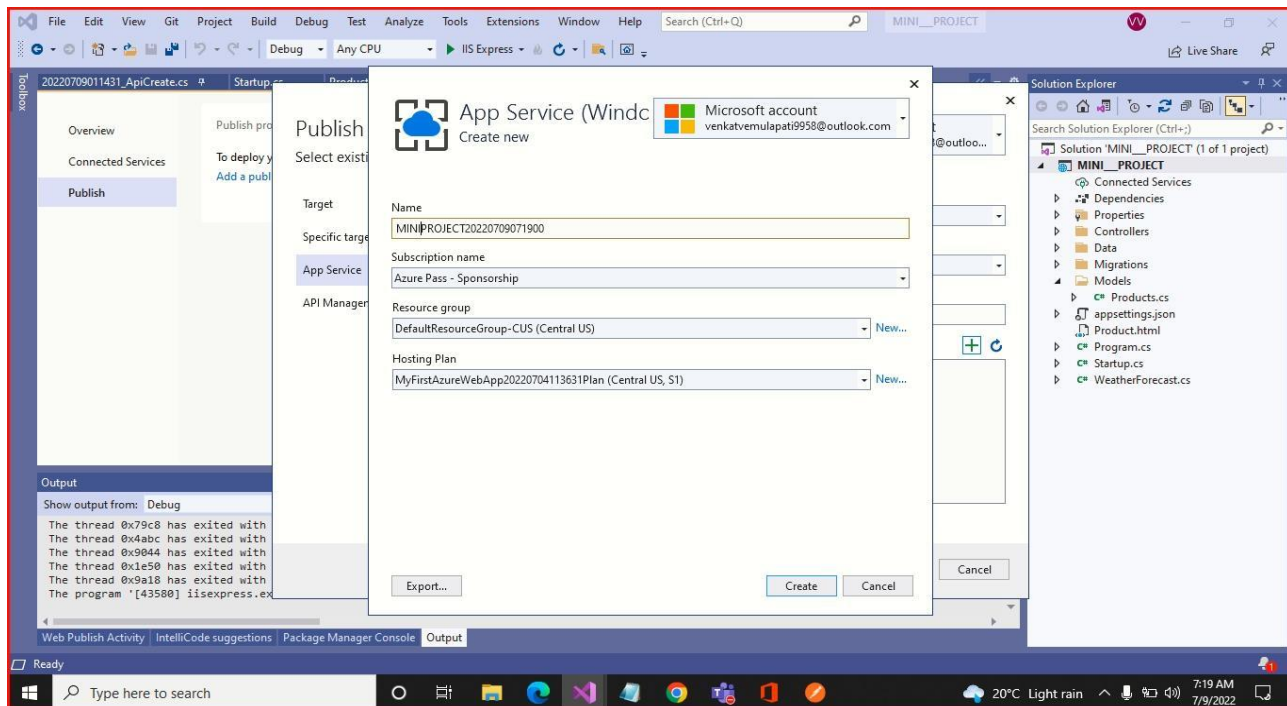 File Edit View Git Project Build Debug Test Analyze Tools Extensions Window Help Search (Ctrl+Q) MINI__PROJECT VV
Debug Any CPU IIS Express Live Share
Toolbox
20220709011431_ApiCreate.cs Startup.cs
Overview
Connected Services
Publish
To deploy y
Add a publ
Publish
Select existi
Target
Specific targe
App Service
API Manager
App Service (Windc
Create new
Microsoft account
venkatvemulapati9958@outlook.com
@outloo...
Name
MINIPROJECT20220709071900
Subscription name
Azure Pass - Sponsorship
Resource group
DefaultResourceGroup-CUS (Central US)
New...
Hosting Plan
MyFirstAzureWebApp20220704113631Plan (Central US, S1)
New...
Export...
Create
Cancel
Cancel
Solution Explorer
Search Solution Explorer (Ctrl+;)
Solution 'MINI__PROJECT' (1 of 1 project)
MINI__PROJECT
Connected Services
Dependencies
Properties
Controllers
Data
Migrations
Models
C# Products.cs
appsettings.json
Product.html
C# Program.cs
C# Startup.cs
C# WeatherForecast.cs
Output
Show output from: Debug
The thread 0x79c8 has exited with
The thread 0x4abc has exited with
The thread 0x9044 has exited with
The thread 0x1e50 has exited with
The thread 0x9a18 has exited with
The program '[43580] iisexpress.ex
Web Publish Activity IntelliCode suggestions Package Manager Console Output
Ready
Type here to search
20°C Light rain
7:19 AM
7/9/2022